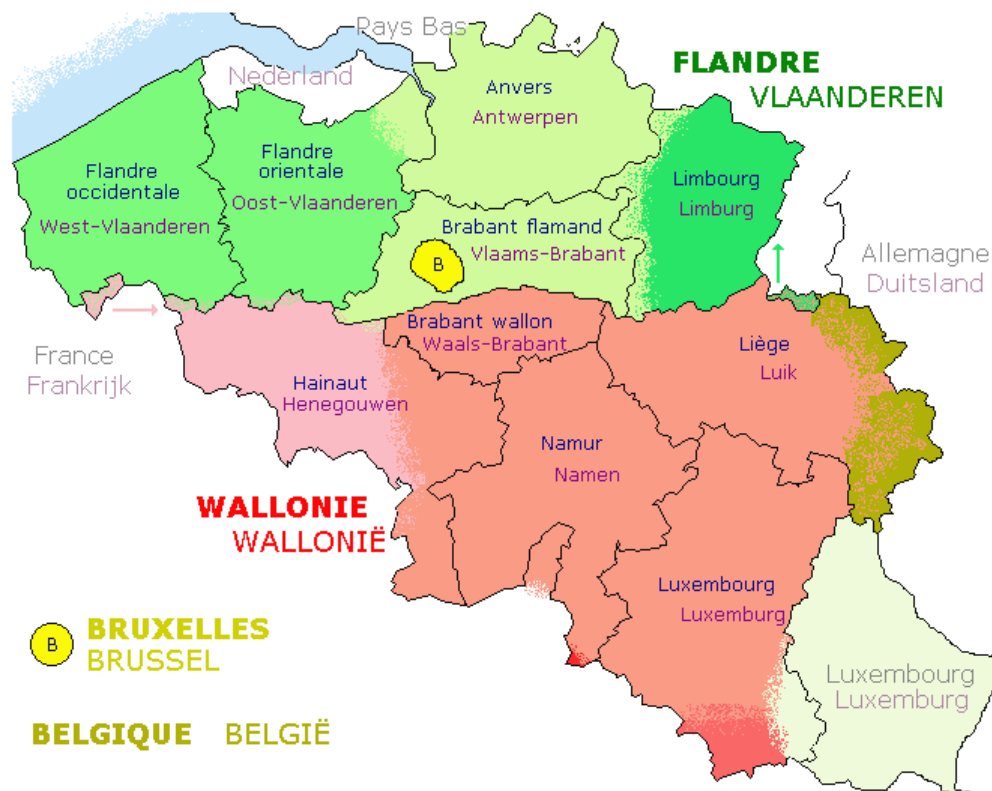 Pays Bas
Nederland
FLANDRE
VLAANDEREN
Anvers
Antwerpen
Flandre
occidentale
West-Vlaanderen
Flandre
orientale
Oost-Vlaanderen
Limbourg
Limburg
Brabant flamand
Vlaams-Brabant
B
Allemagne
Duitsland
Brabant wallon
Waals-Brabant
France
Frankrijk
Hainaut
Henegouwen
Liège
Luik
Namur
Namen
WALLONIE
WALLONIË
Luxembourg
Luxemburg
B
BRUXELLES
BRUSSEL
Luxembourg
Luxemburg
BELGIQUE BELGIË